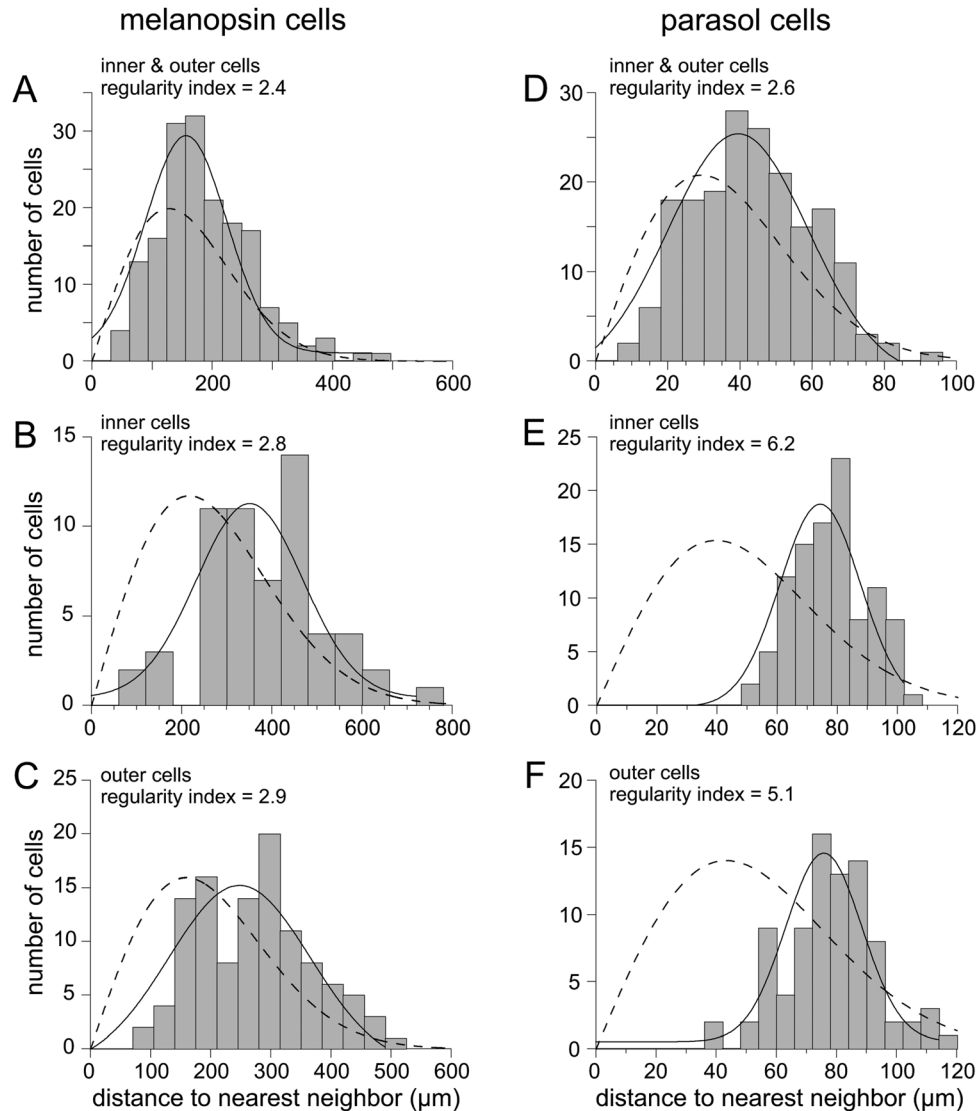 melanopsin cells
parasol cells
A
inner & outer cells
regularity index = 2.4
number of cells
30
20
10
0
0
200
400
600
D
inner & outer cells
regularity index = 2.6
30
20
10
0
0
20
40
60
80
100
B
inner cells
regularity index = 2.8
number of cells
15
10
5
0
0
200
400
600
800
E
inner cells
regularity index = 6.2
25
20
15
10
5
0
0
20
40
60
80
100
120
C
outer cells
regularity index = 2.9
number of cells
25
20
15
10
5
0
0
100
200
300
400
500
600
distance to nearest neighbor (µm)
F
outer cells
regularity index = 5.1
20
15
10
5
0
0
20
40
60
80
100
120
distance to nearest neighbor (µm)